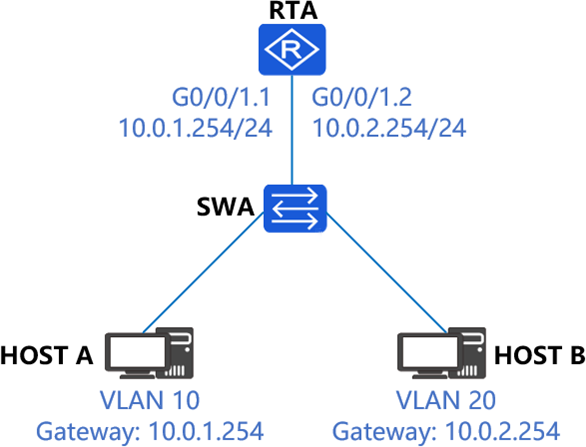 RTA
R
G0/0/1.1
G0/0/1.2
10.0.1.254/24
10.0.2.254/24
SWA
HOST A
HOST B
VLAN 10
VLAN 20
Gateway: 10.0.1.254
Gateway: 10.0.2.254